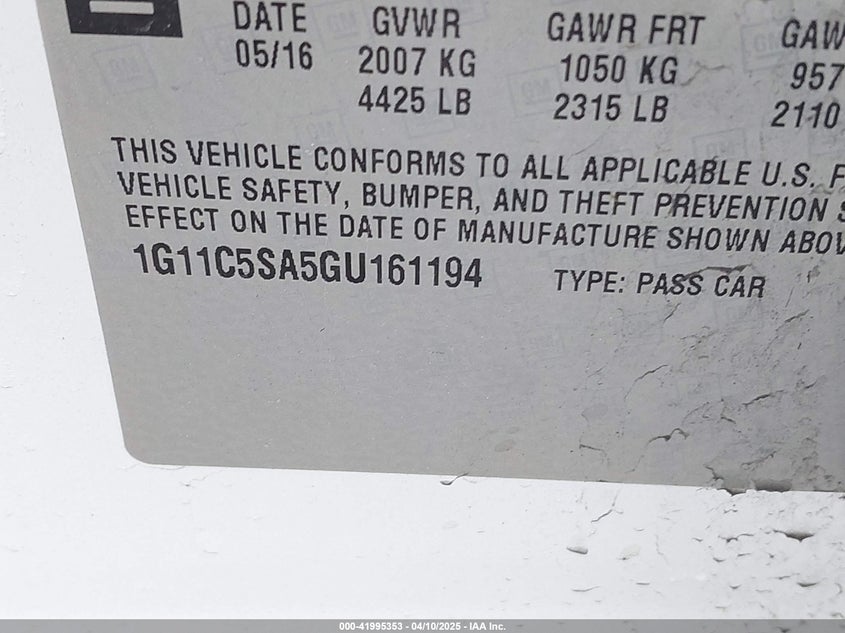 DATE GVWR GAWR FRT GAW
05/16 2007 KG 1050 KG 957
4425 LB 2315 LB 2110
THIS VEHICLE CONFORMS TO ALL APPLICABLE U.S. F
VEHICLE SAFETY, BUMPER, AND THEFT PREVENTION S
EFFECT ON THE DATE OF MANUFACTURE SHOWN ABOV
1G11C5SA5GU161194 TYPE: PASS CAR
000-41995353 - 04/10/2025 - IAA Inc.